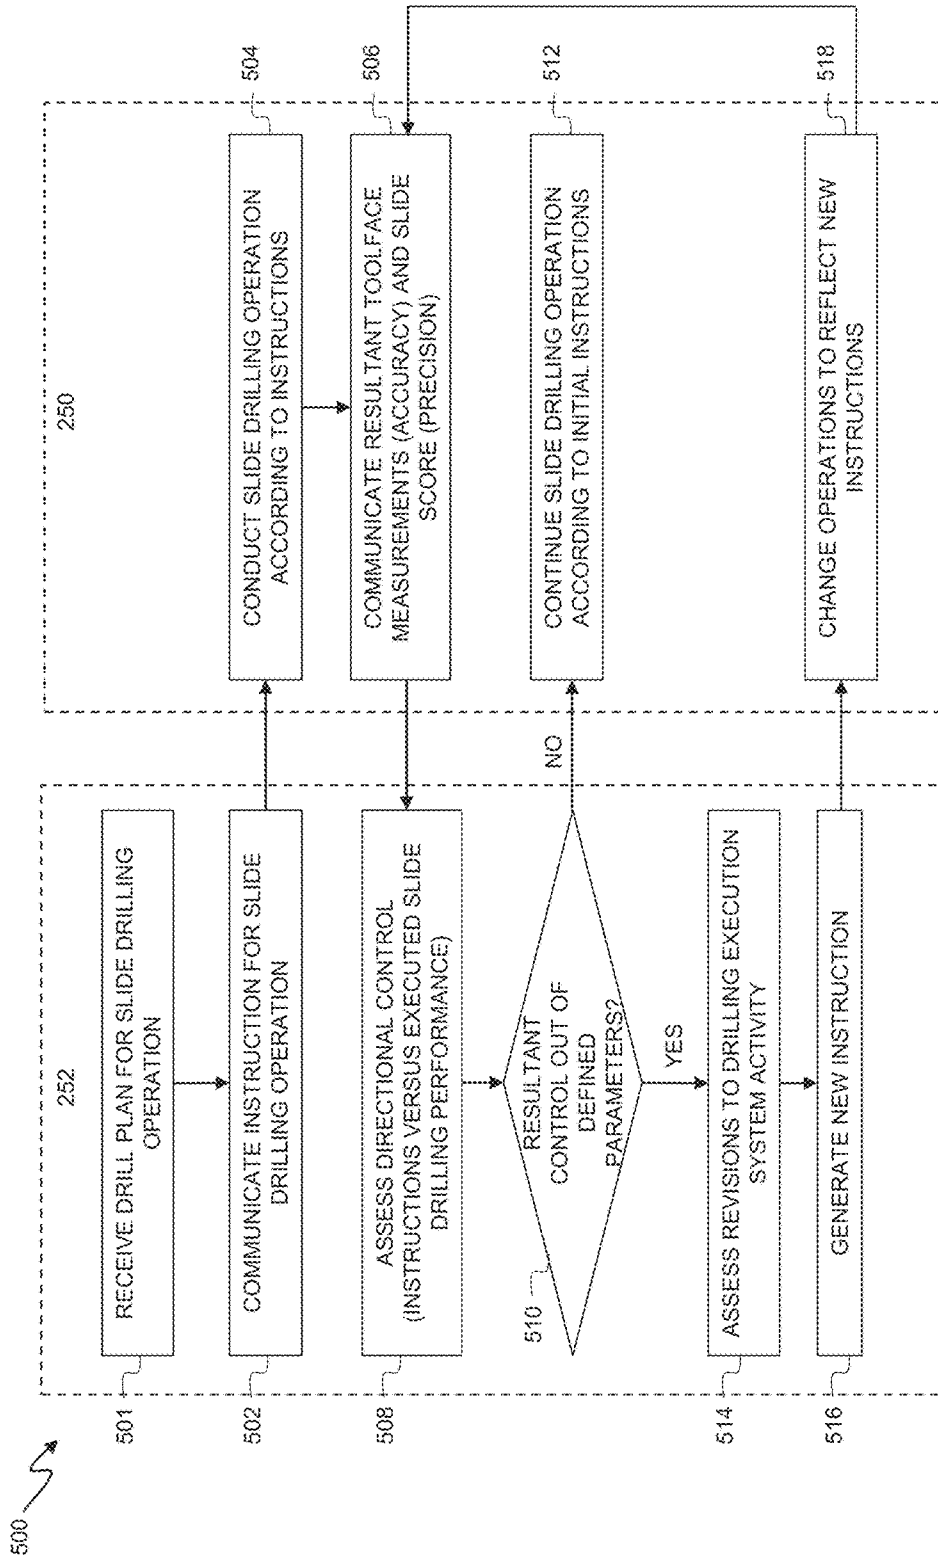 500
252
250
501
RECEIVE DRILL PLAN FOR SLIDE DRILLING
OPERATION
502
COMMUNICATE INSTRUCTION FOR SLIDE
DRILLING OPERATION
CONDUCT SLIDE DRILLING OPERATION
ACCORDING TO INSTRUCTIONS
504
COMMUNICATE RESULTANT TOOLFACE
MEASUREMENTS (ACCURACY) AND SLIDE
SCORE (PRECISION)
506
508
ASSESS DIRECTIONAL CONTROL
(INSTRUCTIONS VERSUS EXECUTED SLIDE
DRILLING PERFORMANCE)
510
RESULTANT
CONTROL OUT OF
DEFINED
PARAMETERS?
NO
CONTINUE SLIDE DRILLING OPERATION
ACCORDING TO INITIAL INSTRUCTIONS
512
YES
514
ASSESS REVISIONS TO DRILLING EXECUTION
SYSTEM ACTIVITY
516
GENERATE NEW INSTRUCTION
CHANGE OPERATIONS TO REFLECT NEW
INSTRUCTIONS
518